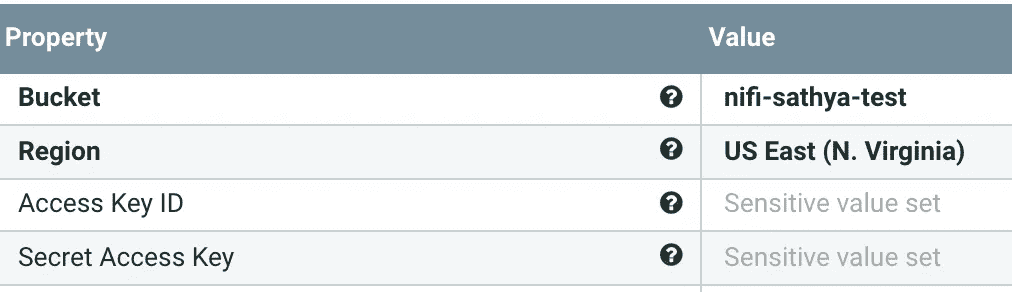 Property Value
Bucket ? nifi-sathya-test
Region ? US East (N. Virginia)
Access Key ID ? Sensitive value set
Secret Access Key ? Sensitive value set